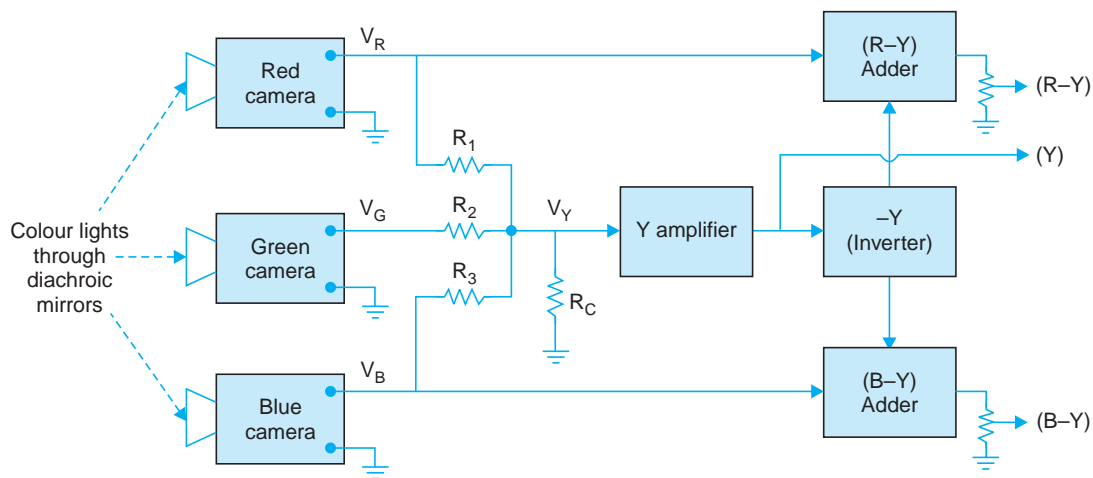 V_R
Red
camera
(R–Y)
Adder
(R–Y)
R_1
(Y)
Colour lights
through
diachroic
mirrors
V_G
Green
camera
R_2
V_Y
Y amplifier
–Y
(Inverter)
R_3
R_C
V_B
Blue
camera
(B–Y)
Adder
(B–Y)